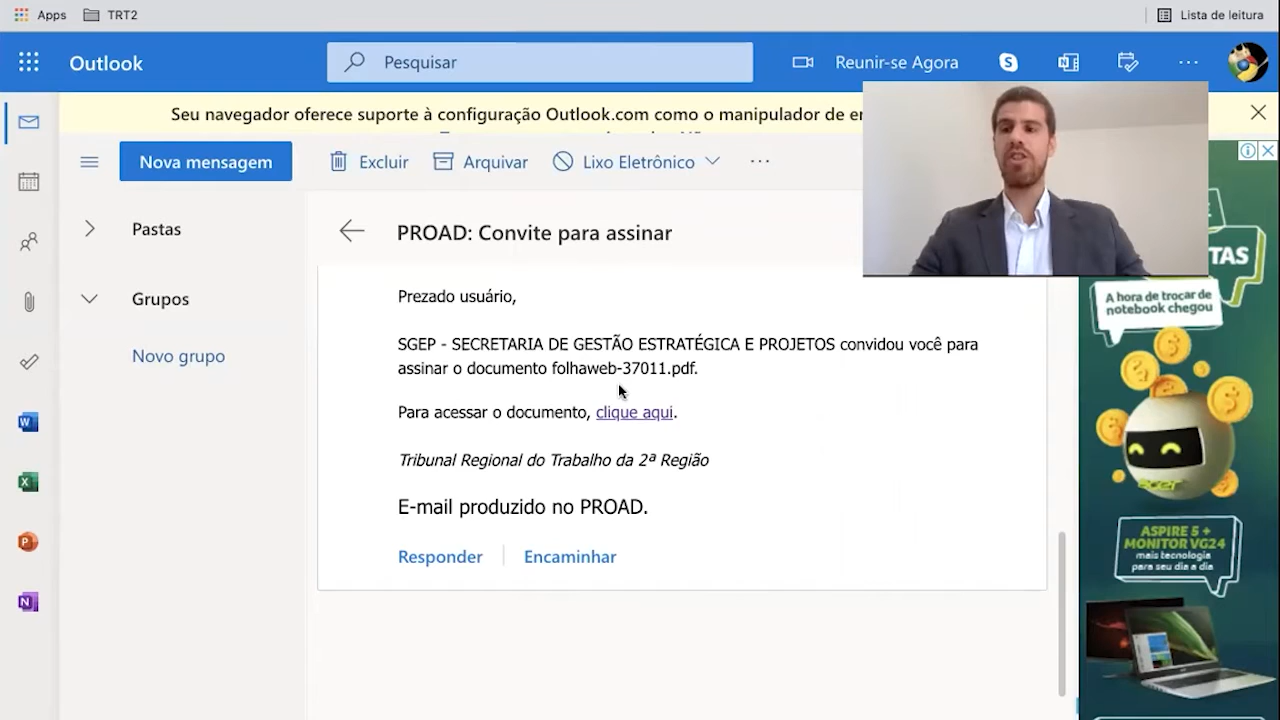 Apps
TRT2
Lista de leitura
Outlook
Pesquisar
Reunir-se Agora
Seu navegador oferece suporte à configuração Outlook.com como o manipulador de
Nova mensagem
Excluir
Arquivar
Lixo Eletrônico
Pastas
PROAD: Convite para assinar
Grupos
Novo grupo
Prezado usuário,
SGEP - SECRETARIA DE GESTÃO ESTRATÉGICA E PROJETOS convidou você para
assinar o documento folhaweb-37011.pdf.
Para acessar o documento, clique aqui.
Tribunal Regional do Trabalho da 2ª Região
E-mail produzido no PROAD.
Responder
Encaminhar
A hora de trocar de
notebook chegou
acer
ASPIRE 5 +
MONITOR VG24
mais tecnologia
para seu dia a dia